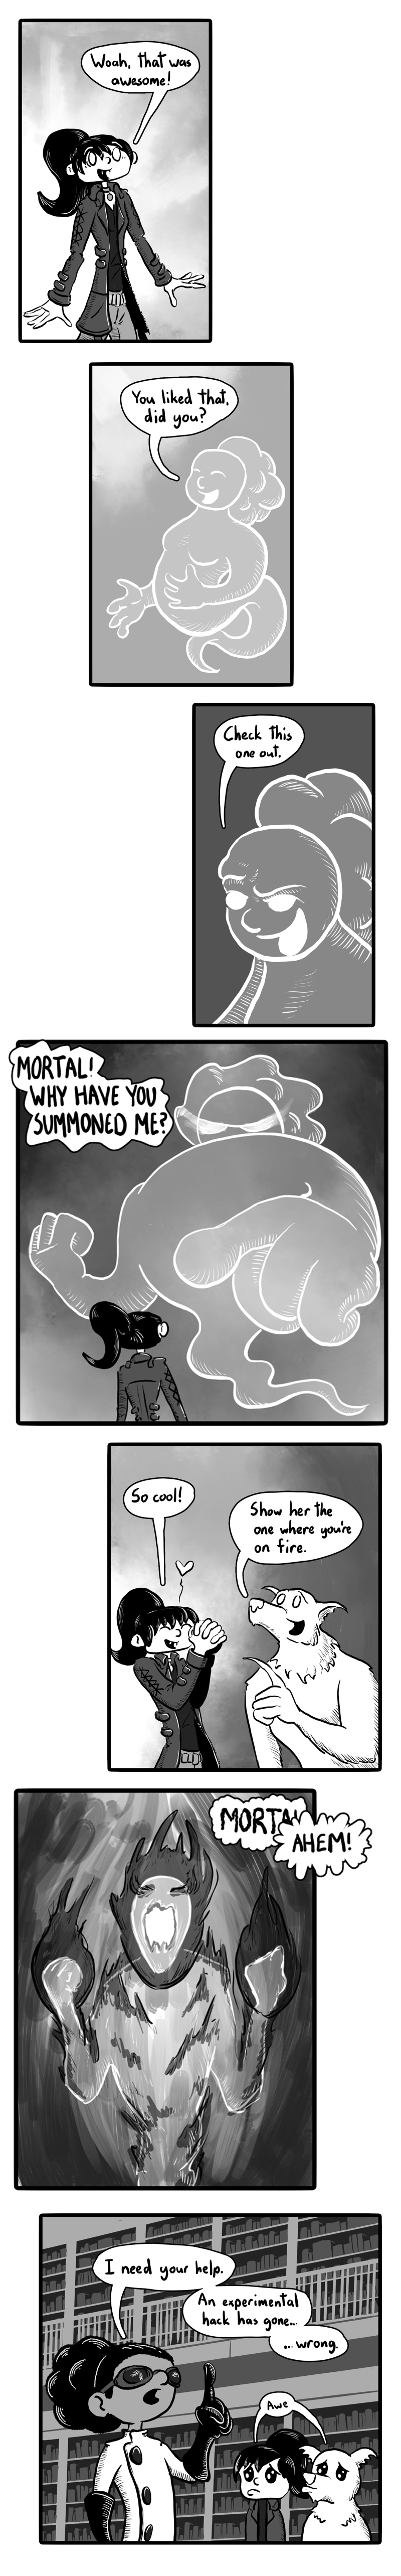 Woah, that was
awesome!
You liked that,
did you?
Check this
one out.
MORTAL!
WHY HAVE YOU
SUMMONED ME?
So cool!
Show her the
one where you're
on fire.
MORTA
AHEM!
I need your help.
An experimental
hack has gone...
...wrong.
Awe